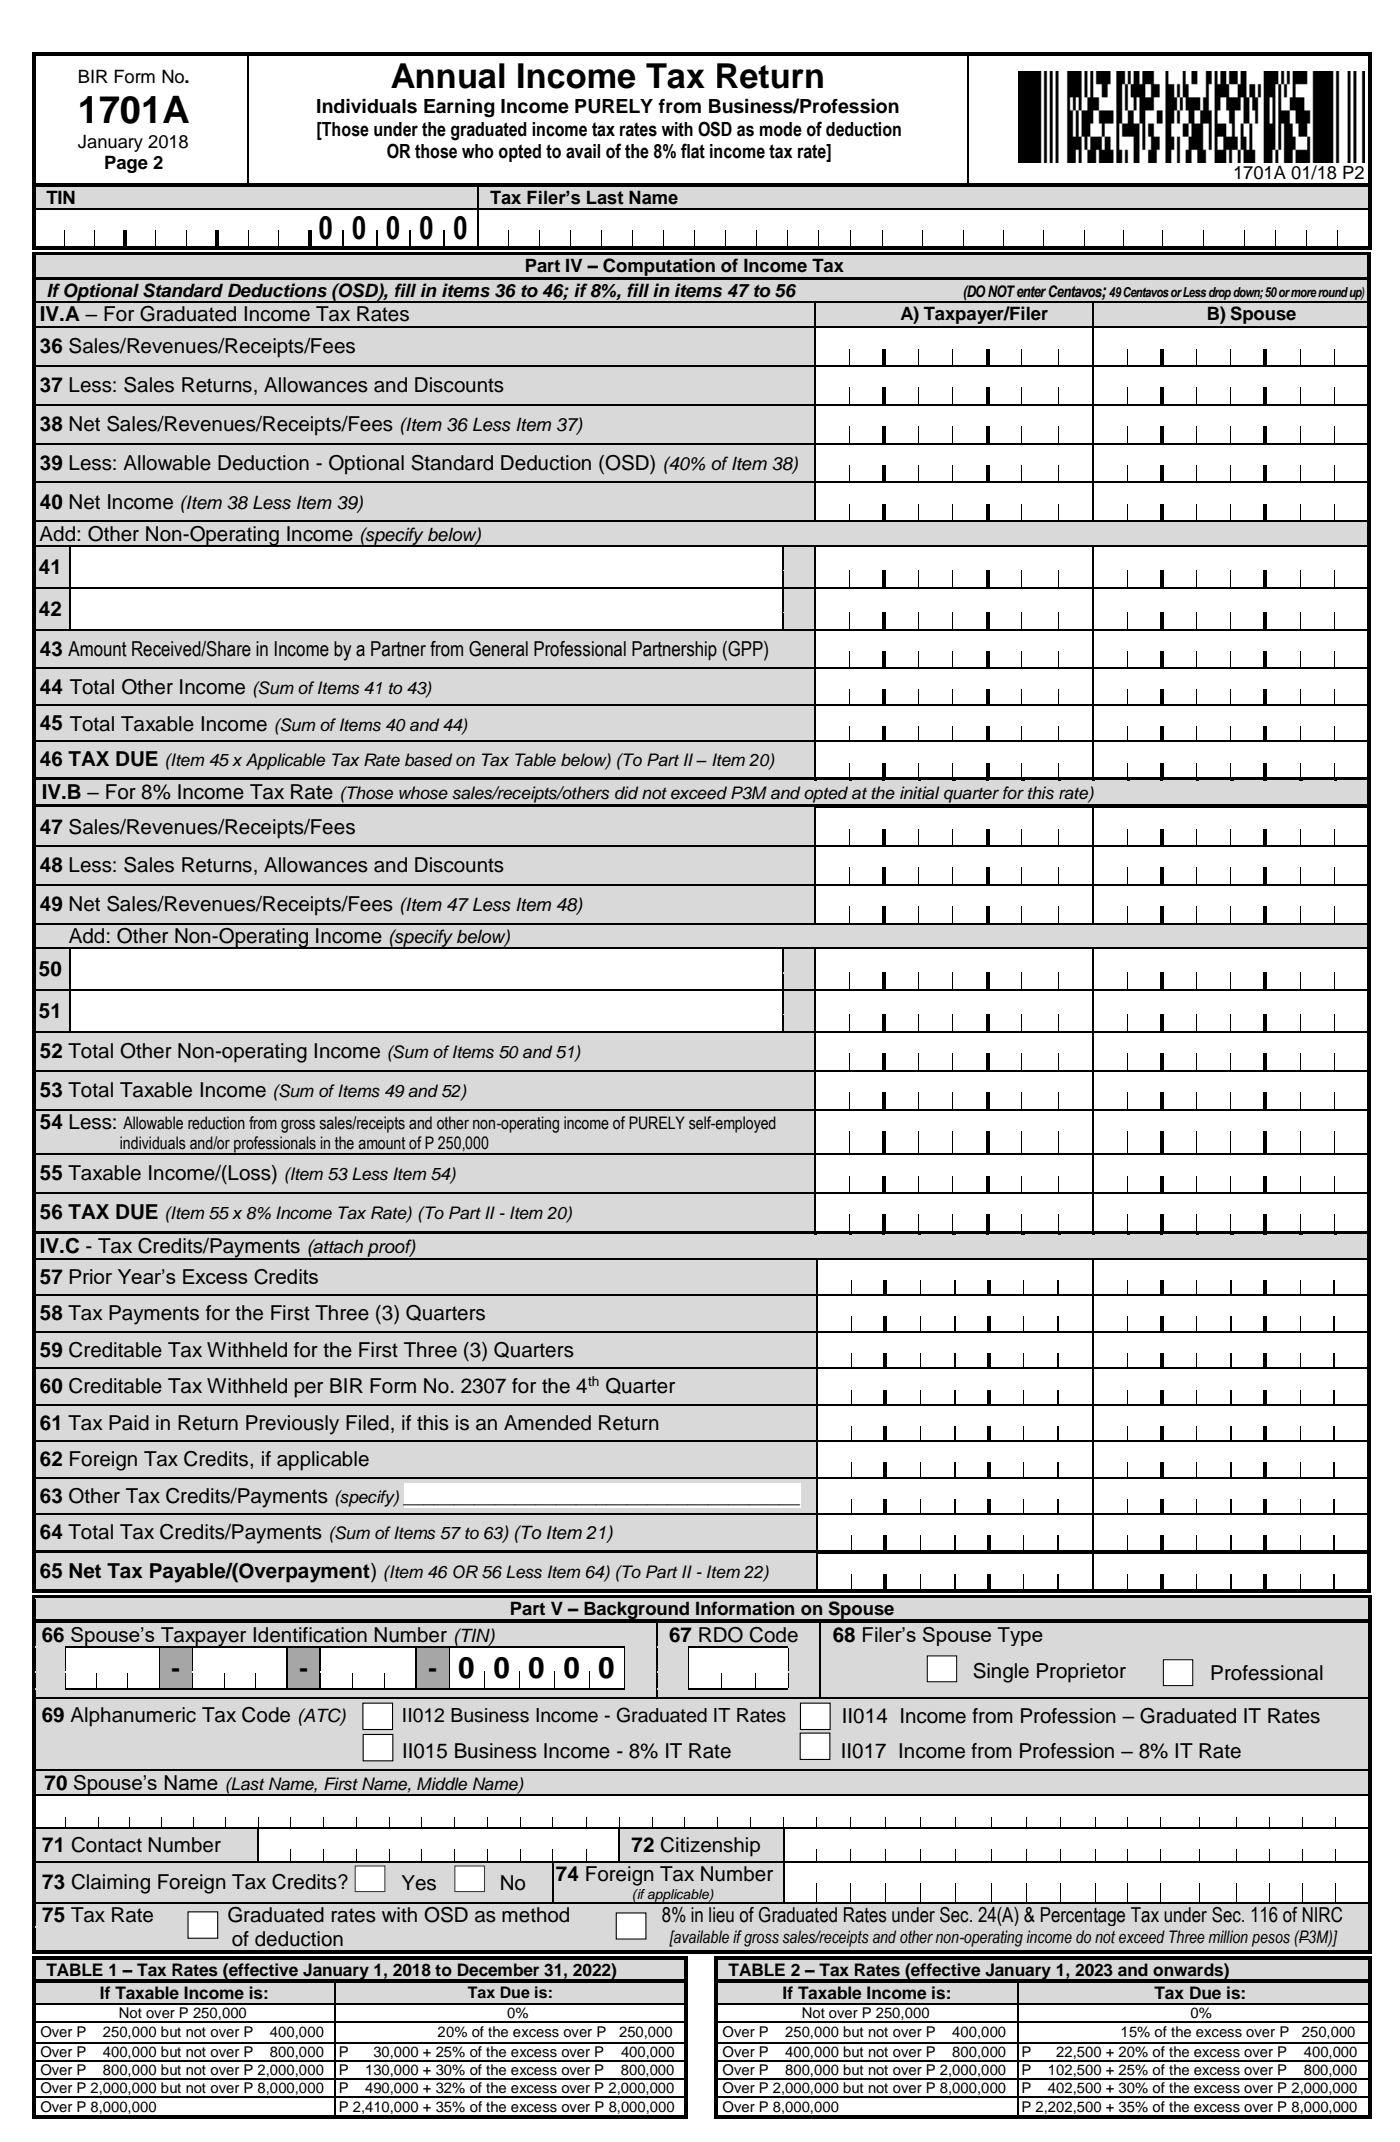 BIR Form No.
1701A
January 2018
Page 2
Annual Income Tax Return
Individuals Earning Income PURELY from Business/Profession
[Those under the graduated income tax rates with OSD as mode of deduction
OR those who opted to avail of the 8% flat income tax rate]
1701A 01/18 P2
TIN
Tax Filer's Last Name
0 0 0 0 0
Part IV – Computation of Income Tax
If Optional Standard Deductions (OSD), fill in items 36 to 46; if 8%, fill in items 47 to 56 (DO NOT enter Centavos; 49 Centavos or Less drop down; 50 or more round up)
IV.A – For Graduated Income Tax Rates A) Taxpayer/Filer B) Spouse
36 Sales/Revenues/Receipts/Fees
37 Less: Sales Returns, Allowances and Discounts
38 Net Sales/Revenues/Receipts/Fees (Item 36 Less Item 37)
39 Less: Allowable Deduction - Optional Standard Deduction (OSD) (40% of Item 38)
40 Net Income (Item 38 Less Item 39)
Add: Other Non-Operating Income (specify below)
41
42
43 Amount Received/Share in Income by a Partner from General Professional Partnership (GPP)
44 Total Other Income (Sum of Items 41 to 43)
45 Total Taxable Income (Sum of Items 40 and 44)
46 TAX DUE (Item 45 x Applicable Tax Rate based on Tax Table below) (To Part II – Item 20)
IV.B – For 8% Income Tax Rate (Those whose sales/receipts/others did not exceed P3M and opted at the initial quarter for this rate)
47 Sales/Revenues/Receipts/Fees
48 Less: Sales Returns, Allowances and Discounts
49 Net Sales/Revenues/Receipts/Fees (Item 47 Less Item 48)
Add: Other Non-Operating Income (specify below)
50
51
52 Total Other Non-operating Income (Sum of Items 50 and 51)
53 Total Taxable Income (Sum of Items 49 and 52)
54 Less: Allowable reduction from gross sales/receipts and other non-operating income of PURELY self-employed
individuals and/or professionals in the amount of P 250,000
55 Taxable Income/(Loss) (Item 53 Less Item 54)
56 TAX DUE (Item 55 x 8% Income Tax Rate) (To Part II - Item 20)
IV.C - Tax Credits/Payments (attach proof)
57 Prior Year's Excess Credits
58 Tax Payments for the First Three (3) Quarters
59 Creditable Tax Withheld for the First Three (3) Quarters
60 Creditable Tax Withheld per BIR Form No. 2307 for the 4th Quarter
61 Tax Paid in Return Previously Filed, if this is an Amended Return
62 Foreign Tax Credits, if applicable
63 Other Tax Credits/Payments (specify)
64 Total Tax Credits/Payments (Sum of Items 57 to 63) (To Item 21)
65 Net Tax Payable/(Overpayment) (Item 46 OR 56 Less Item 64) (To Part II - Item 22)
Part V – Background Information on Spouse
66 Spouse's Taxpayer Identification Number (TIN) 67 RDO Code 68 Filer's Spouse Type
- - - 0 0 0 0 0 Single Proprietor Professional
69 Alphanumeric Tax Code (ATC) II012 Business Income - Graduated IT Rates II014 Income from Profession – Graduated IT Rates
II015 Business Income - 8% IT Rate II017 Income from Profession – 8% IT Rate
70 Spouse's Name (Last Name, First Name, Middle Name)
71 Contact Number 72 Citizenship
73 Claiming Foreign Tax Credits? Yes No 74 Foreign Tax Number
(if applicable)
75 Tax Rate Graduated rates with OSD as method 8% in lieu of Graduated Rates under Sec. 24(A) & Percentage Tax under Sec. 116 of NIRC
of deduction [available if gross sales/receipts and other non-operating income do not exceed Three million pesos (₱3M)]
TABLE 1 – Tax Rates (effective January 1, 2018 to December 31, 2022)
If Taxable Income is: Tax Due is:
Not over P 250,000 0%
Over P 250,000 but not over P 400,000 20% of the excess over P 250,000
Over P 400,000 but not over P 800,000 P 30,000 + 25% of the excess over P 400,000
Over P 800,000 but not over P 2,000,000 P 130,000 + 30% of the excess over P 800,000
Over P 2,000,000 but not over P 8,000,000 P 490,000 + 32% of the excess over P 2,000,000
Over P 8,000,000 P 2,410,000 + 35% of the excess over P 8,000,000
TABLE 2 – Tax Rates (effective January 1, 2023 and onwards)
If Taxable Income is: Tax Due is:
Not over P 250,000 0%
Over P 250,000 but not over P 400,000 15% of the excess over P 250,000
Over P 400,000 but not over P 800,000 P 22,500 + 20% of the excess over P 400,000
Over P 800,000 but not over P 2,000,000 P 102,500 + 25% of the excess over P 800,000
Over P 2,000,000 but not over P 8,000,000 P 402,500 + 30% of the excess over P 2,000,000
Over P 8,000,000 P 2,202,500 + 35% of the excess over P 8,000,000